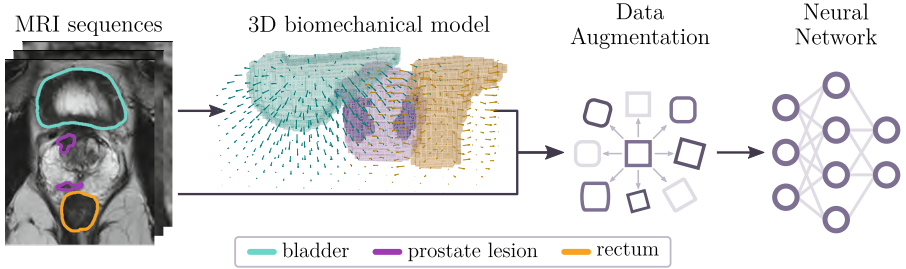 MRI sequences
3D biomechanical model
Data
Augmentation
Neural
Network
bladder
prostate lesion
rectum